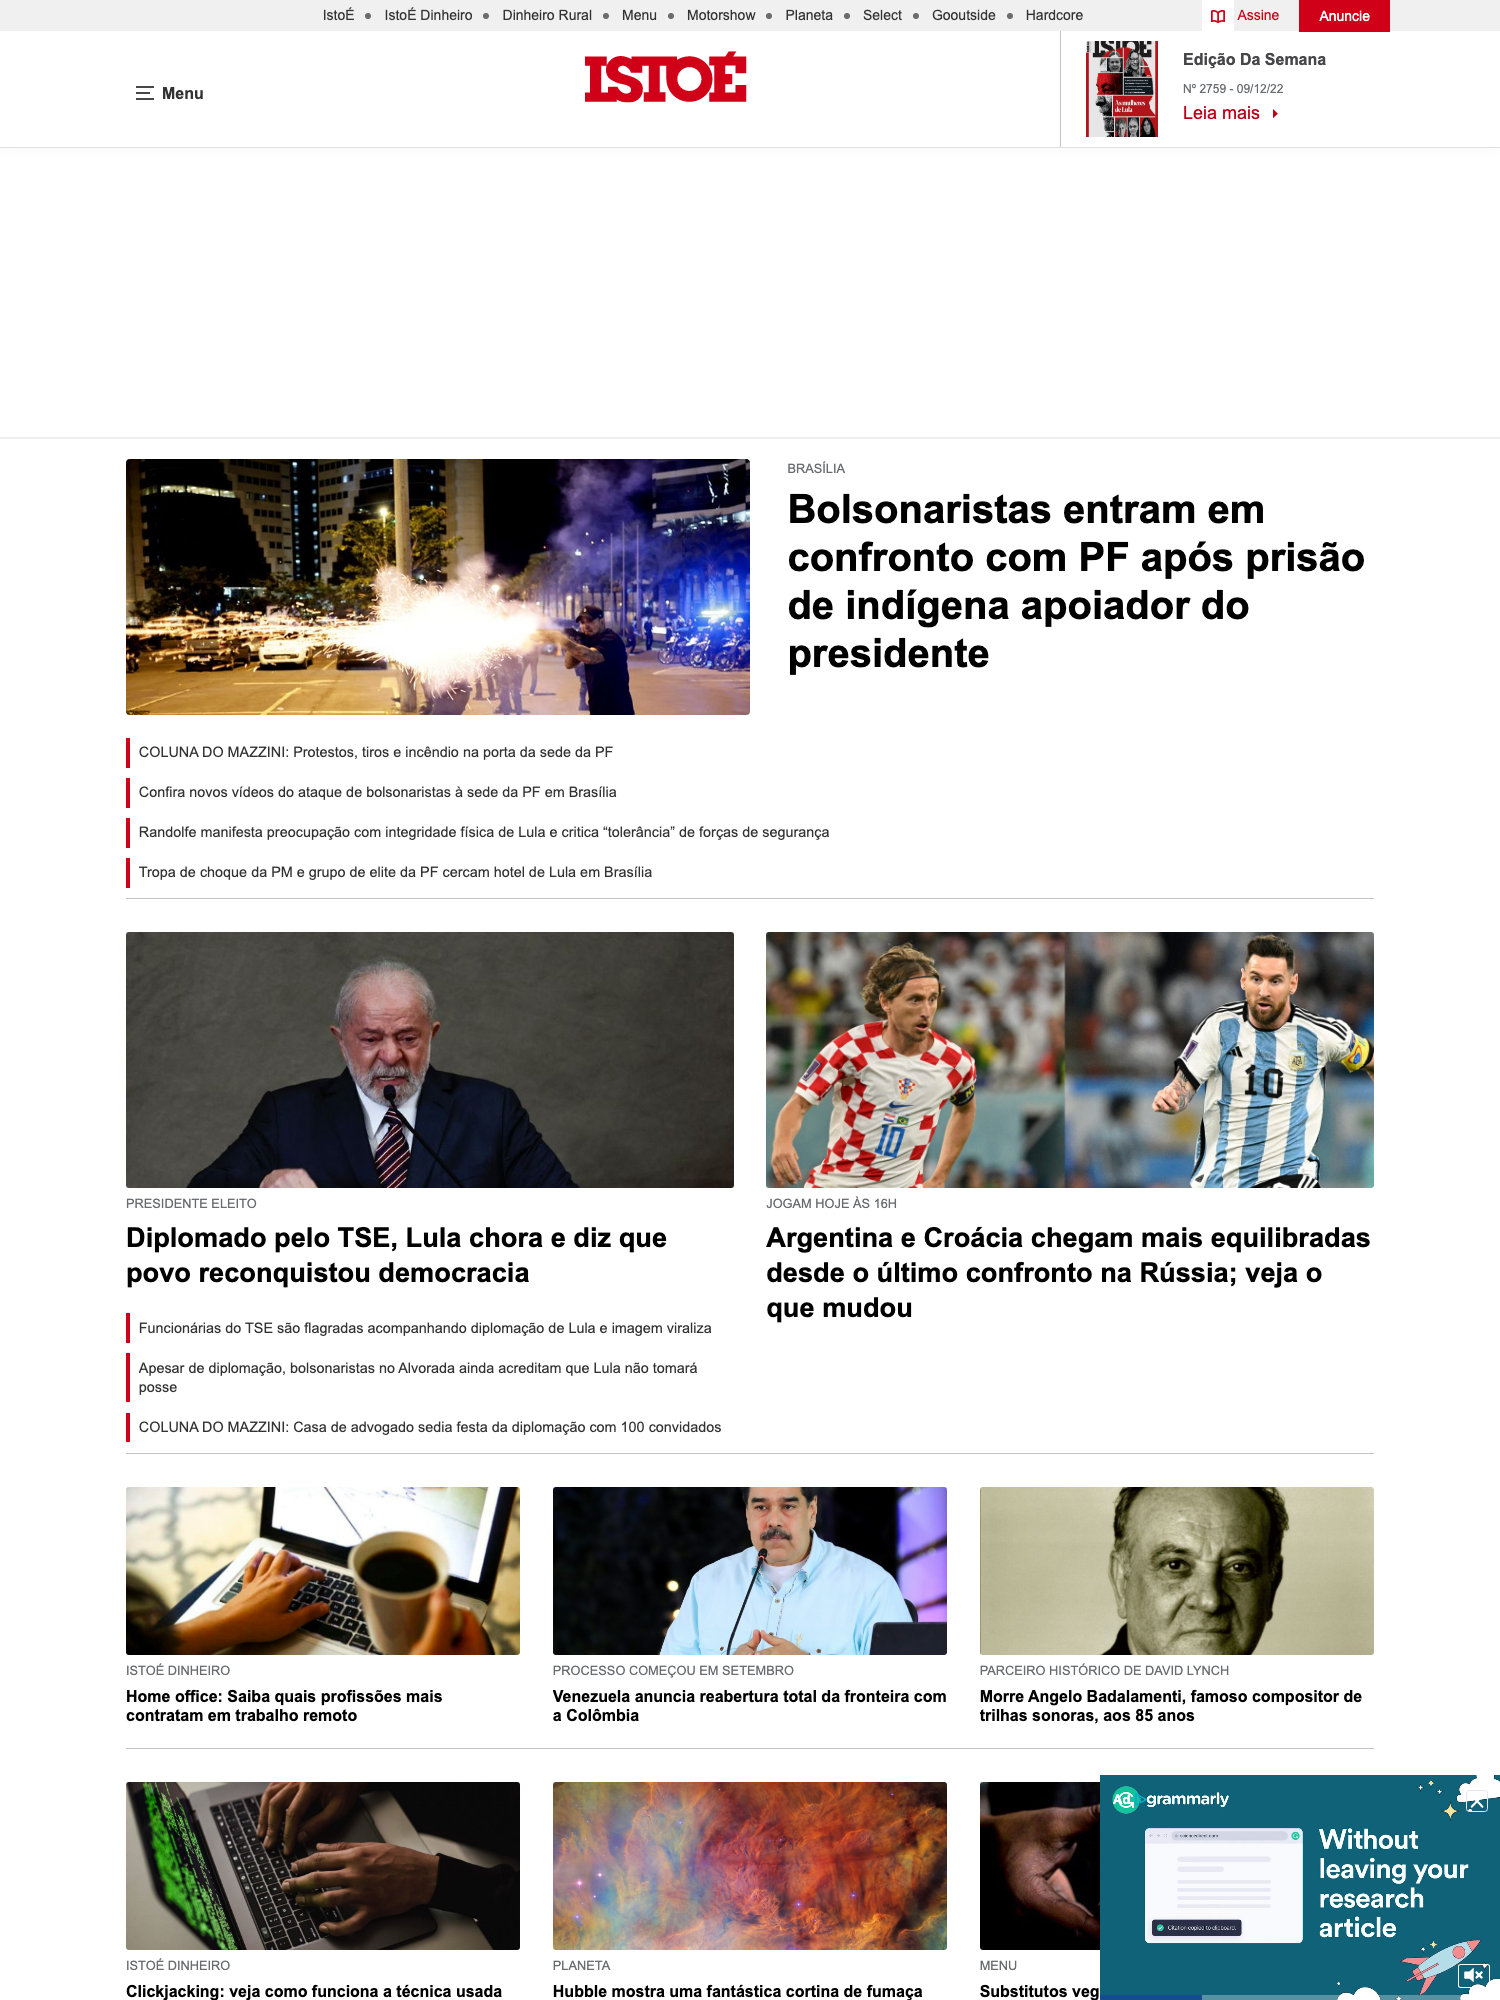 IstoÉ • IstoÉ Dinheiro • Dinheiro Rural • Menu • Motorshow • Planeta • Select • Gooutside • Hardcore
Assine
Anuncie
Menu
ISTOÉ
ISTOÉ
As mulheres
de Lula
Edição Da Semana
Nº 2759 - 09/12/22
Leia mais
BRASÍLIA
Bolsonaristas entram em
confronto com PF após prisão
de indígena apoiador do
presidente
COLUNA DO MAZZINI: Protestos, tiros e incêndio na porta da sede da PF
Confira novos vídeos do ataque de bolsonaristas à sede da PF em Brasília
Randolfe manifesta preocupação com integridade física de Lula e critica “tolerância” de forças de segurança
Tropa de choque da PM e grupo de elite da PF cercam hotel de Lula em Brasília
10
10
PRESIDENTE ELEITO
Diplomado pelo TSE, Lula chora e diz que
povo reconquistou democracia
Funcionárias do TSE são flagradas acompanhando diplomação de Lula e imagem viraliza
Apesar de diplomação, bolsonaristas no Alvorada ainda acreditam que Lula não tomará
posse
COLUNA DO MAZZINI: Casa de advogado sedia festa da diplomação com 100 convidados
JOGAM HOJE ÀS 16H
Argentina e Croácia chegam mais equilibradas
desde o último confronto na Rússia; veja o
que mudou
ISTOÉ DINHEIRO
Home office: Saiba quais profissões mais
contratam em trabalho remoto
PROCESSO COMEÇOU EM SETEMBRO
Venezuela anuncia reabertura total da fronteira com
a Colômbia
PARCEIRO HISTÓRICO DE DAVID LYNCH
Morre Angelo Badalamenti, famoso compositor de
trilhas sonoras, aos 85 anos
ISTOÉ DINHEIRO
Clickjacking: veja como funciona a técnica usada
PLANETA
Hubble mostra uma fantástica cortina de fumaça
MENU
Substitutos veg
grammarly
Without
leaving your
research
article
Citation copied to clipboard.